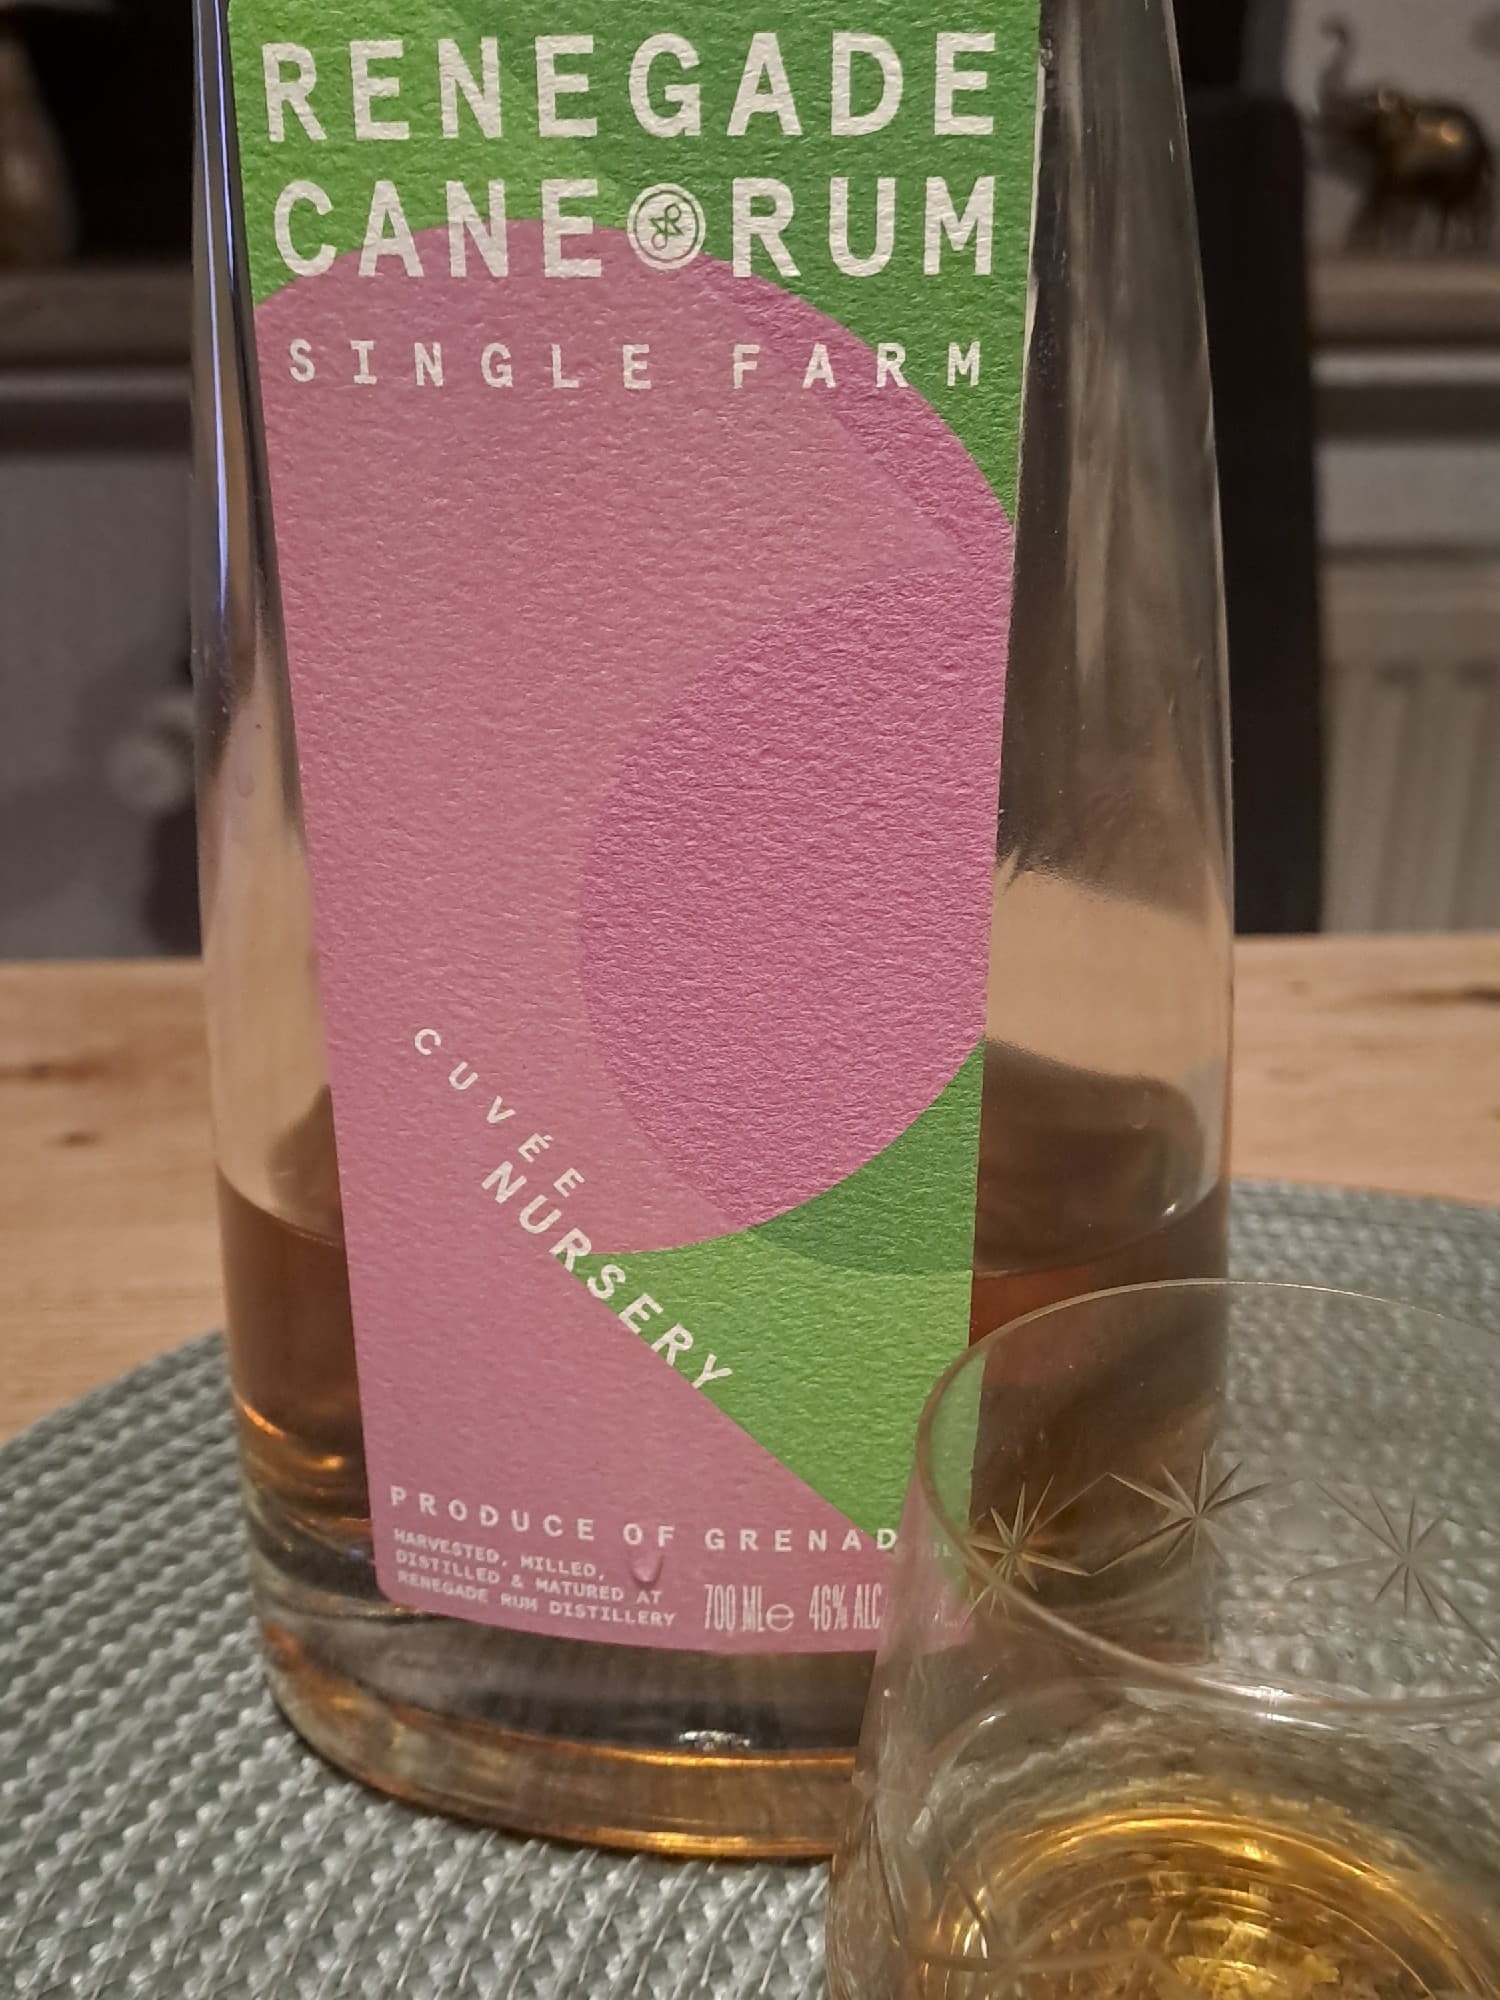 RENEGADE
CANE RUM
SINGLE FARM
CUVÉE
NURSERY
PRODUCE OF GRENAD
HARVESTED, MILLED,
DISTILLED & MATURED AT
RENEGADE RUM DISTILLERY
700 ML℮ 46% ALC